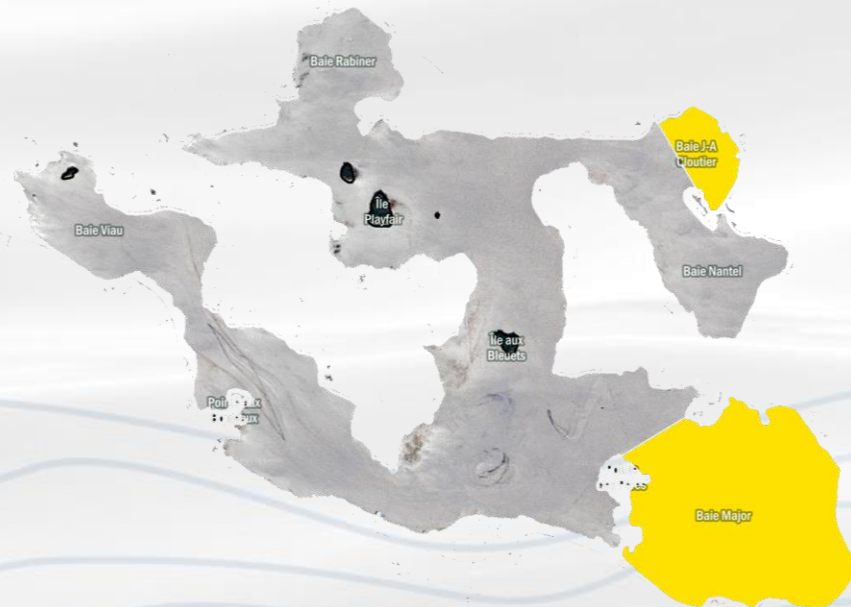 Baie Rabiner
Baie J-A
Cloutier
Île
Playfair
Baie Viau
Baie Nantel
Île aux
Bleuets
Baie Major